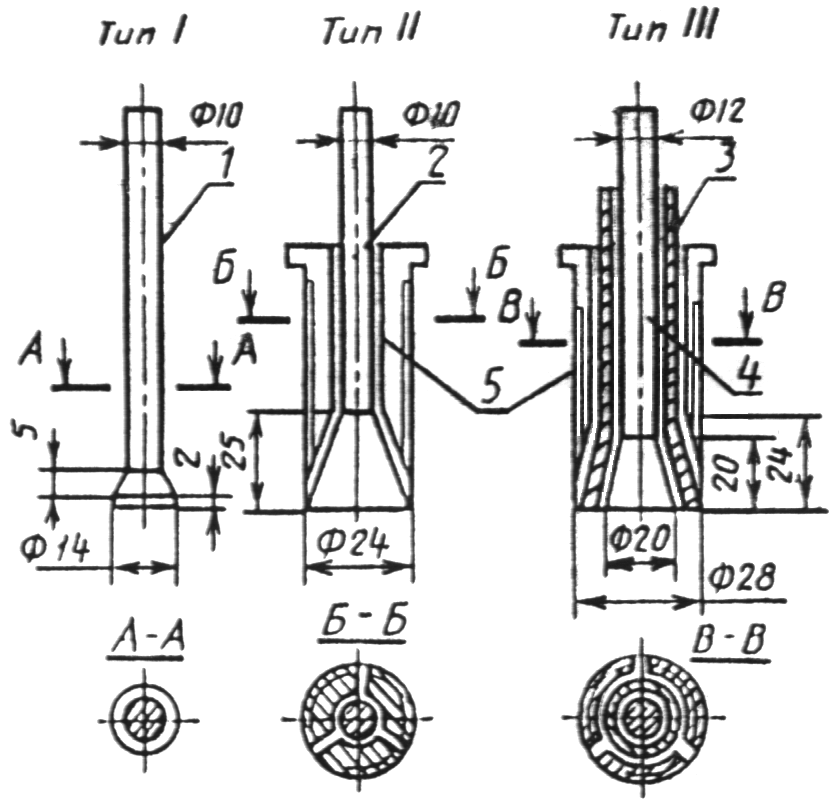 Тип I Тип II Тип III
Ф10 Ф10 Ф12
1 2 3
Б Б
В В
А А
5 4
5 2 25 20 24
Ф14 Ф24 Ф20
Ф28
А-А Б-Б В-В